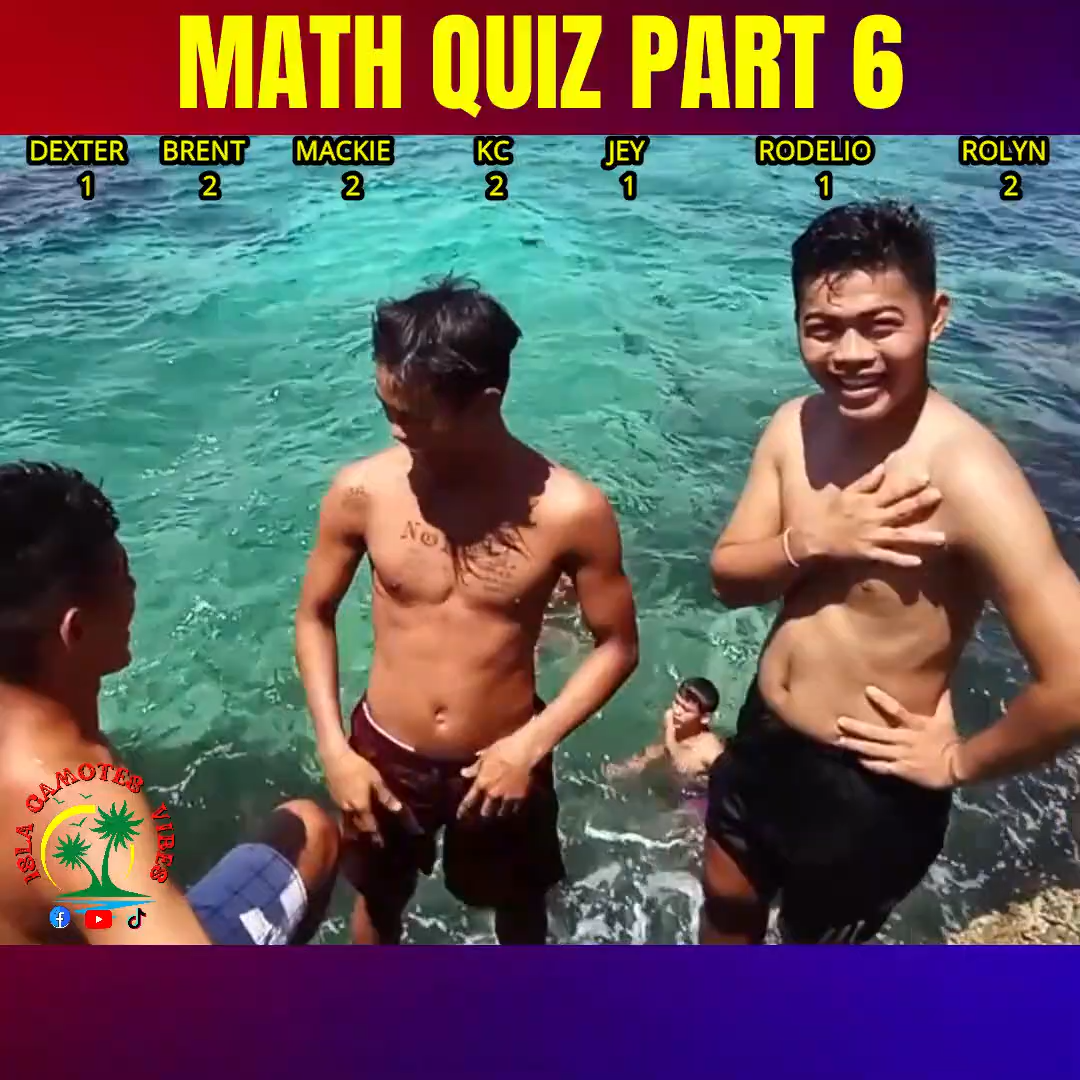 MATH QUIZ PART 6
DEXTER BRENT MACKIE KC JEY RODELIO ROLYN
1 2 2 2 1 1 2
ISLA CAMOTES VIBES